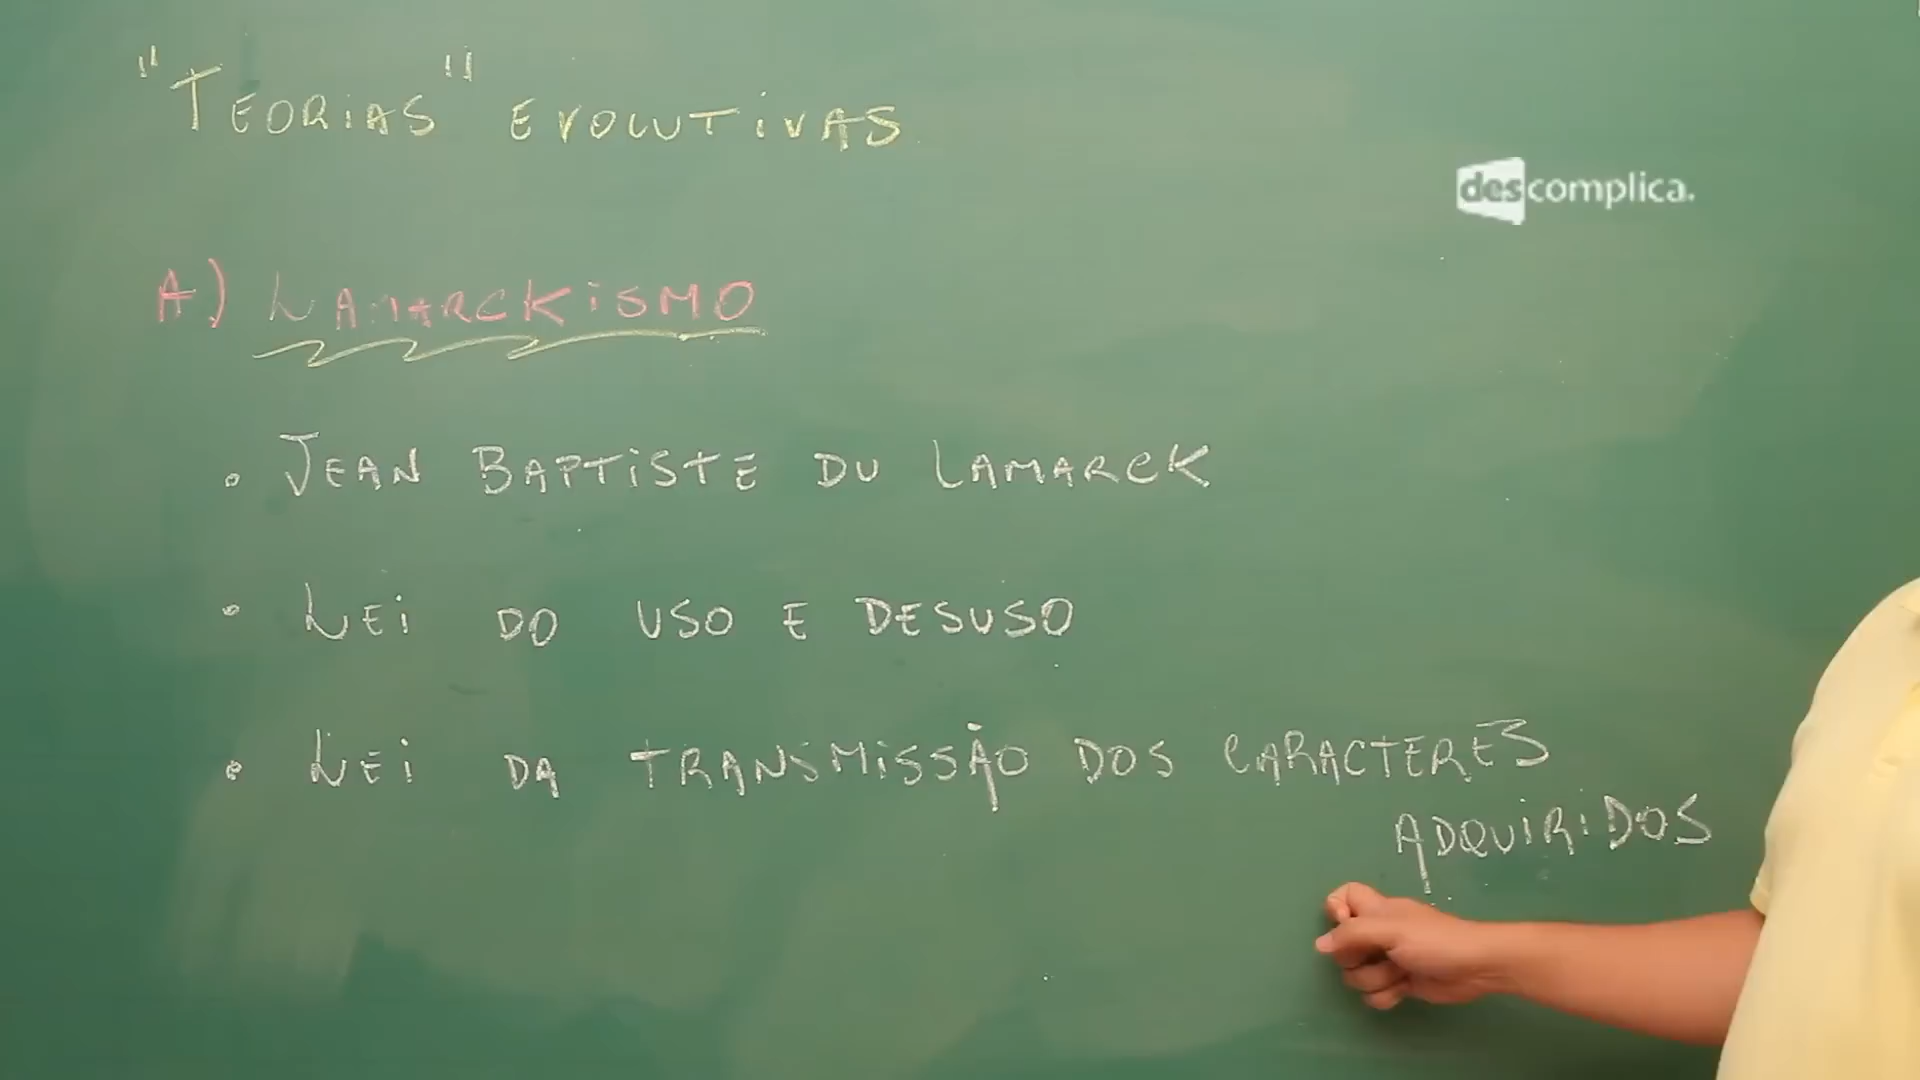 "TEORiAS" EVOLUTiVAS
descomplica.
A) LAMARCKiSMO
• JEAN BAPTiSTE DU LAMARCK
• LEi DO USO E DESUSO
• LEi DA TRANSMiSSÃO DOS CARACTERES
ADQUiRiDOS